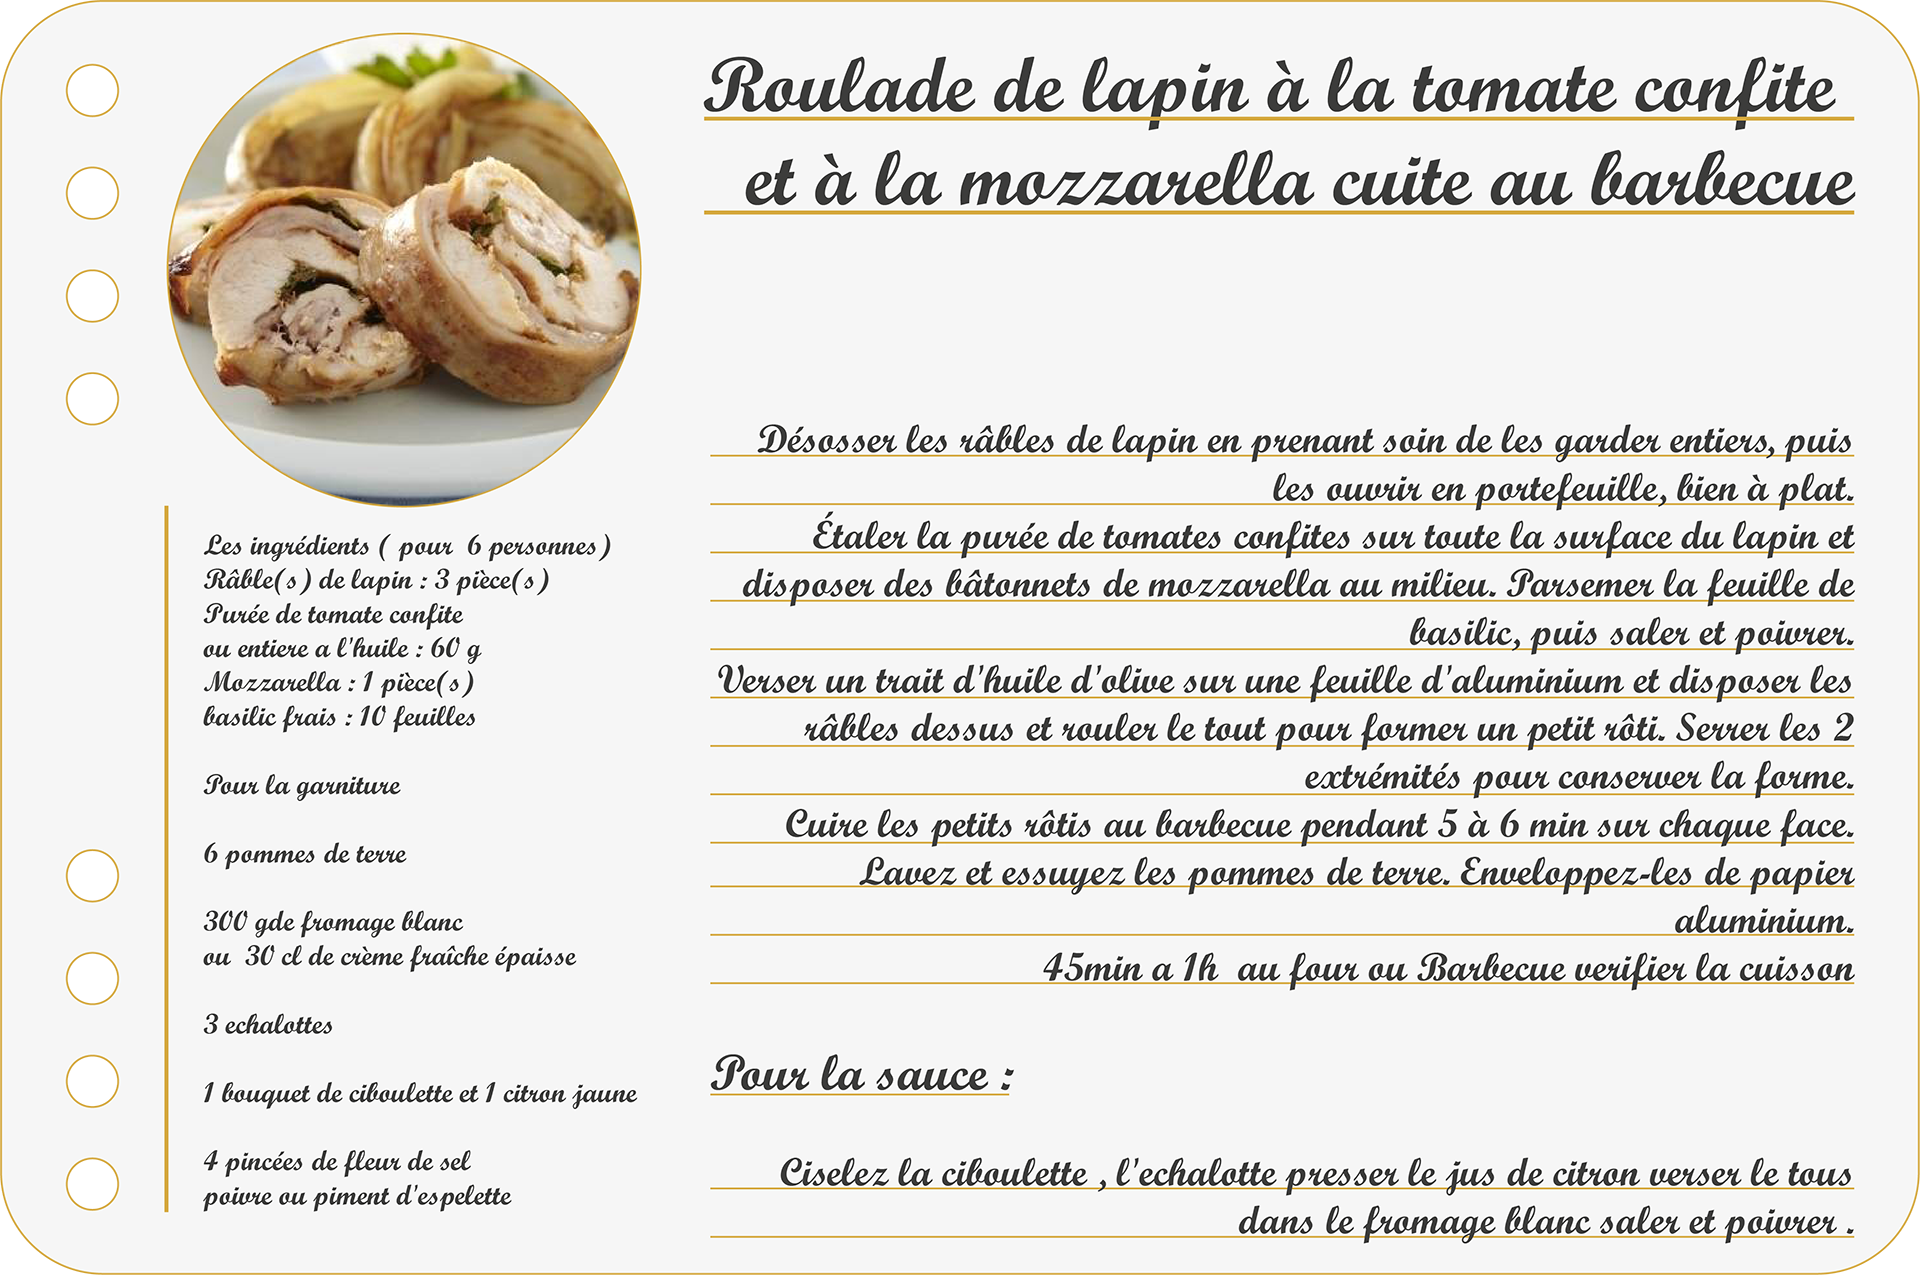 Roulade de lapin à la tomate confite
et à la mozzarella cuite au barbecue
Les ingrédients ( pour  6 personnes)
Râble(s) de lapin : 3 pièce(s)
Purée de tomate confite
ou entiere a l'huile : 60 g
Mozzarella : 1 pièce(s)
basilic frais : 10 feuilles
Pour la garniture
6 pommes de terre
300 gde fromage blanc
ou  30 cl de crème fraîche épaisse
3 echalottes
1 bouquet de ciboulette et 1 citron jaune
4 pincées de fleur de sel
poivre ou piment d'espelette
Désosser les râbles de lapin en prenant soin de les garder entiers, puis
les ouvrir en portefeuille, bien à plat.
Étaler la purée de tomates confites sur toute la surface du lapin et
disposer des bâtonnets de mozzarella au milieu. Parsemer la feuille de
basilic, puis saler et poivrer.
Verser un trait d'huile d'olive sur une feuille d'aluminium et disposer les
râbles dessus et rouler le tout pour former un petit rôti. Serrer les 2
extrémités pour conserver la forme.
Cuire les petits rôtis au barbecue pendant 5 à 6 min sur chaque face.
Lavez et essuyez les pommes de terre. Enveloppez-les de papier
aluminium.
45min a 1h  au four ou Barbecue verifier la cuisson
Pour la sauce :
Ciselez la ciboulette , l'echalotte presser le jus de citron verser le tous
dans le fromage blanc saler et poivrer .